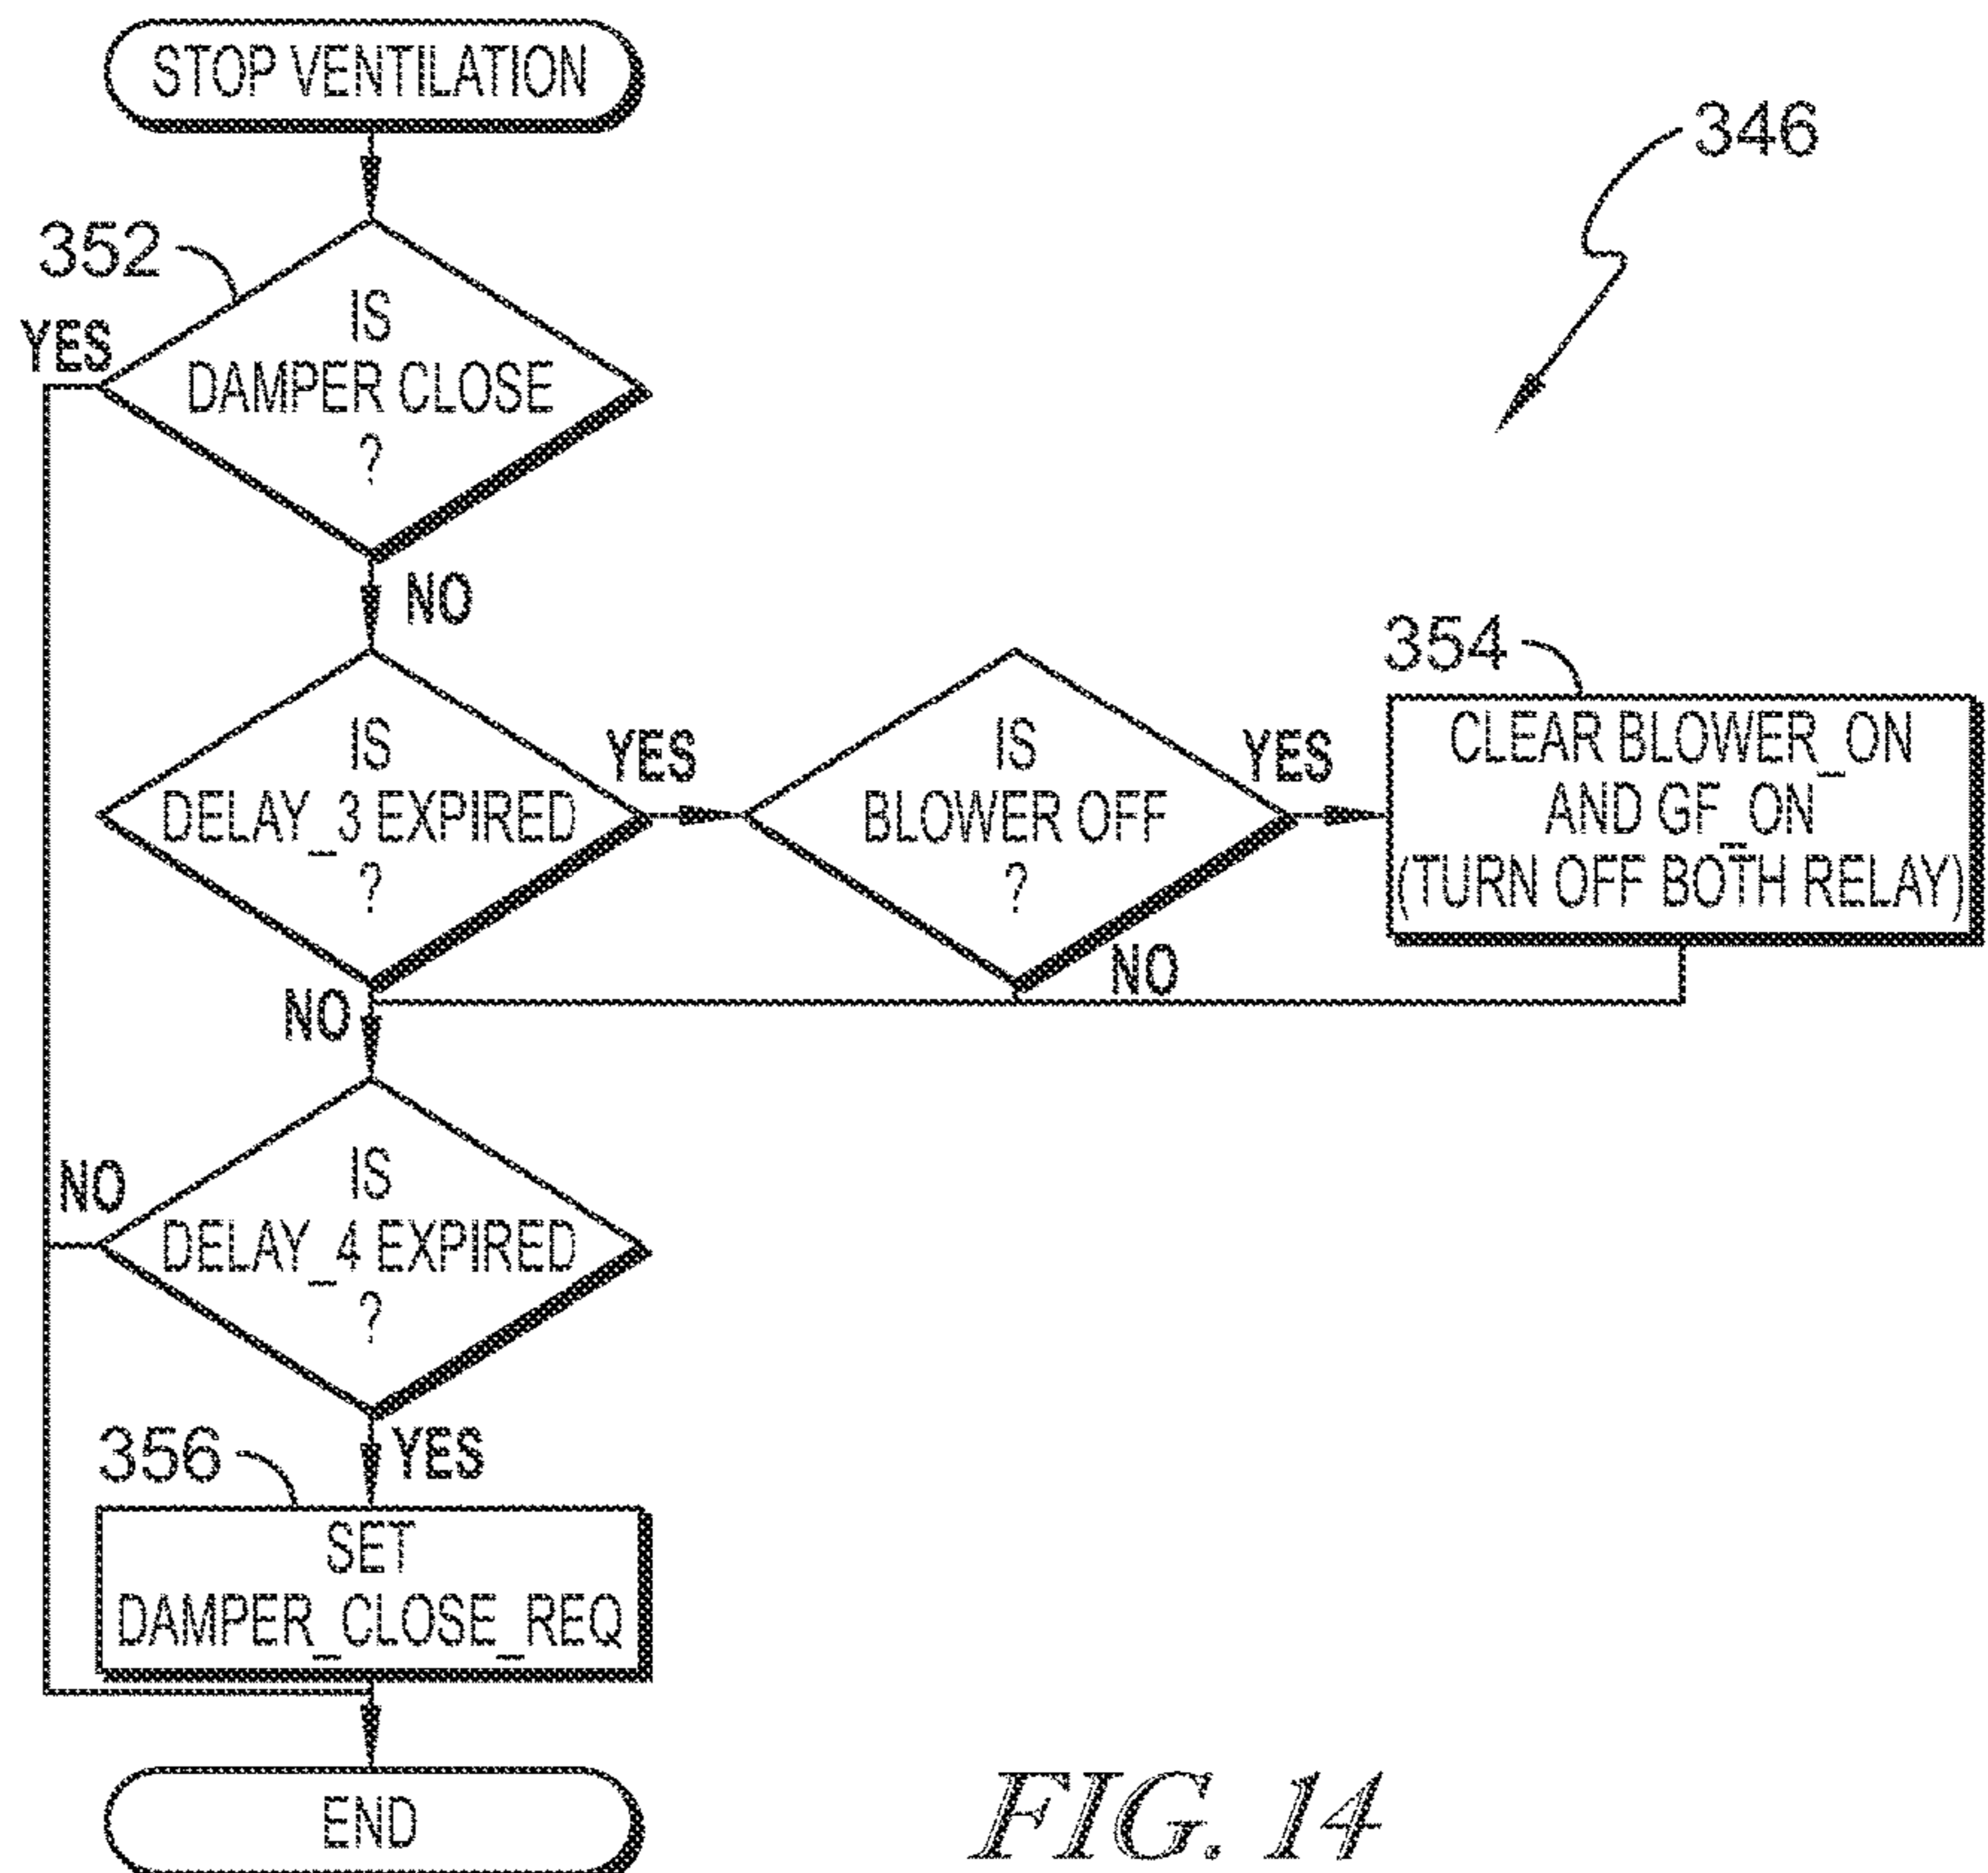 STOP VENTILATION
346
352
YES
IS
DAMPER CLOSE
?
NO
IS
DELAY_3 EXPIRED
?
YES
IS
BLOWER OFF
?
YES
354
CLEAR BLOWER_ON
AND GF_ON
(TURN OFF BOTH RELAY)
NO
NO
IS
DELAY_4 EXPIRED
?
NO
YES
356
SET
DAMPER_CLOSE_REQ
END
FIG. 14